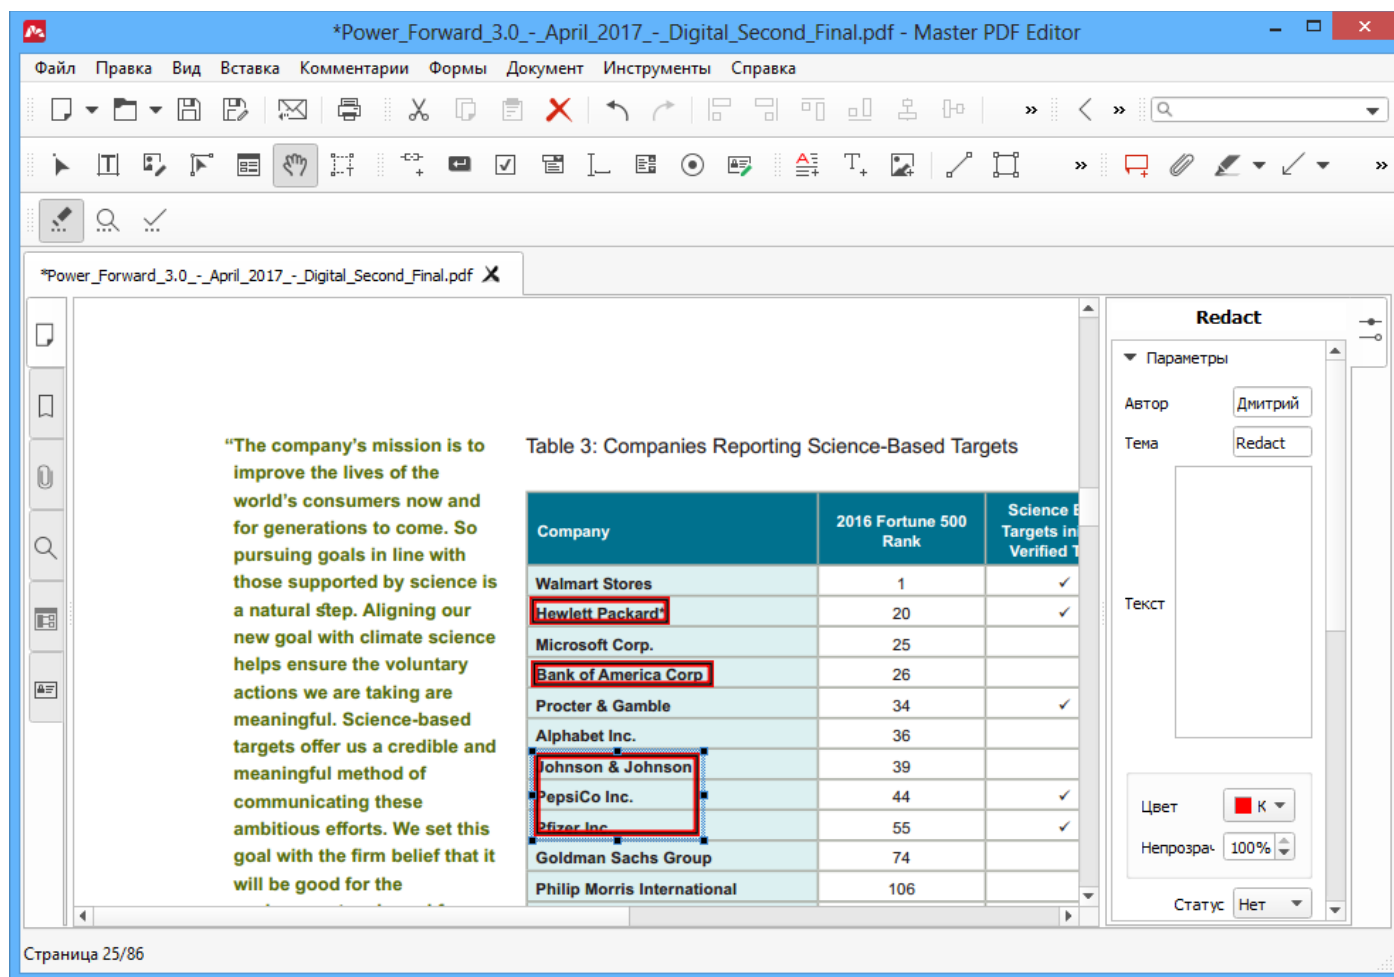 *Power_Forward_3.0_-_April_2017_-_Digital_Second_Final.pdf - Master PDF Editor
Файл Правка Вид Вставка Комментарии Формы Документ Инструменты Справка
*Power_Forward_3.0_-_April_2017_-_Digital_Second_Final.pdf
“The company’s mission is to
improve the lives of the
world’s consumers now and
for generations to come. So
pursuing goals in line with
those supported by science is
a natural step. Aligning our
new goal with climate science
helps ensure the voluntary
actions we are taking are
meaningful. Science-based
targets offer us a credible and
meaningful method of
communicating these
ambitious efforts. We set this
goal with the firm belief that it
will be good for the
Table 3: Companies Reporting Science-Based Targets
Company
2016 Fortune 500
Rank
Science
Targets
Verified
Walmart Stores 1 ✓
Hewlett Packard* 20 ✓
Microsoft Corp. 25
Bank of America Corp 26
Procter & Gamble 34 ✓
Alphabet Inc. 36
Johnson & Johnson 39
PepsiCo Inc. 44 ✓
Pfizer Inc. 55 ✓
Goldman Sachs Group 74
Philip Morris International 106
Redact
Параметры
Автор Дмитрий
Тема Redact
Текст
Цвет К
Непрозрач 100%
Статус Нет
Страница 25/86